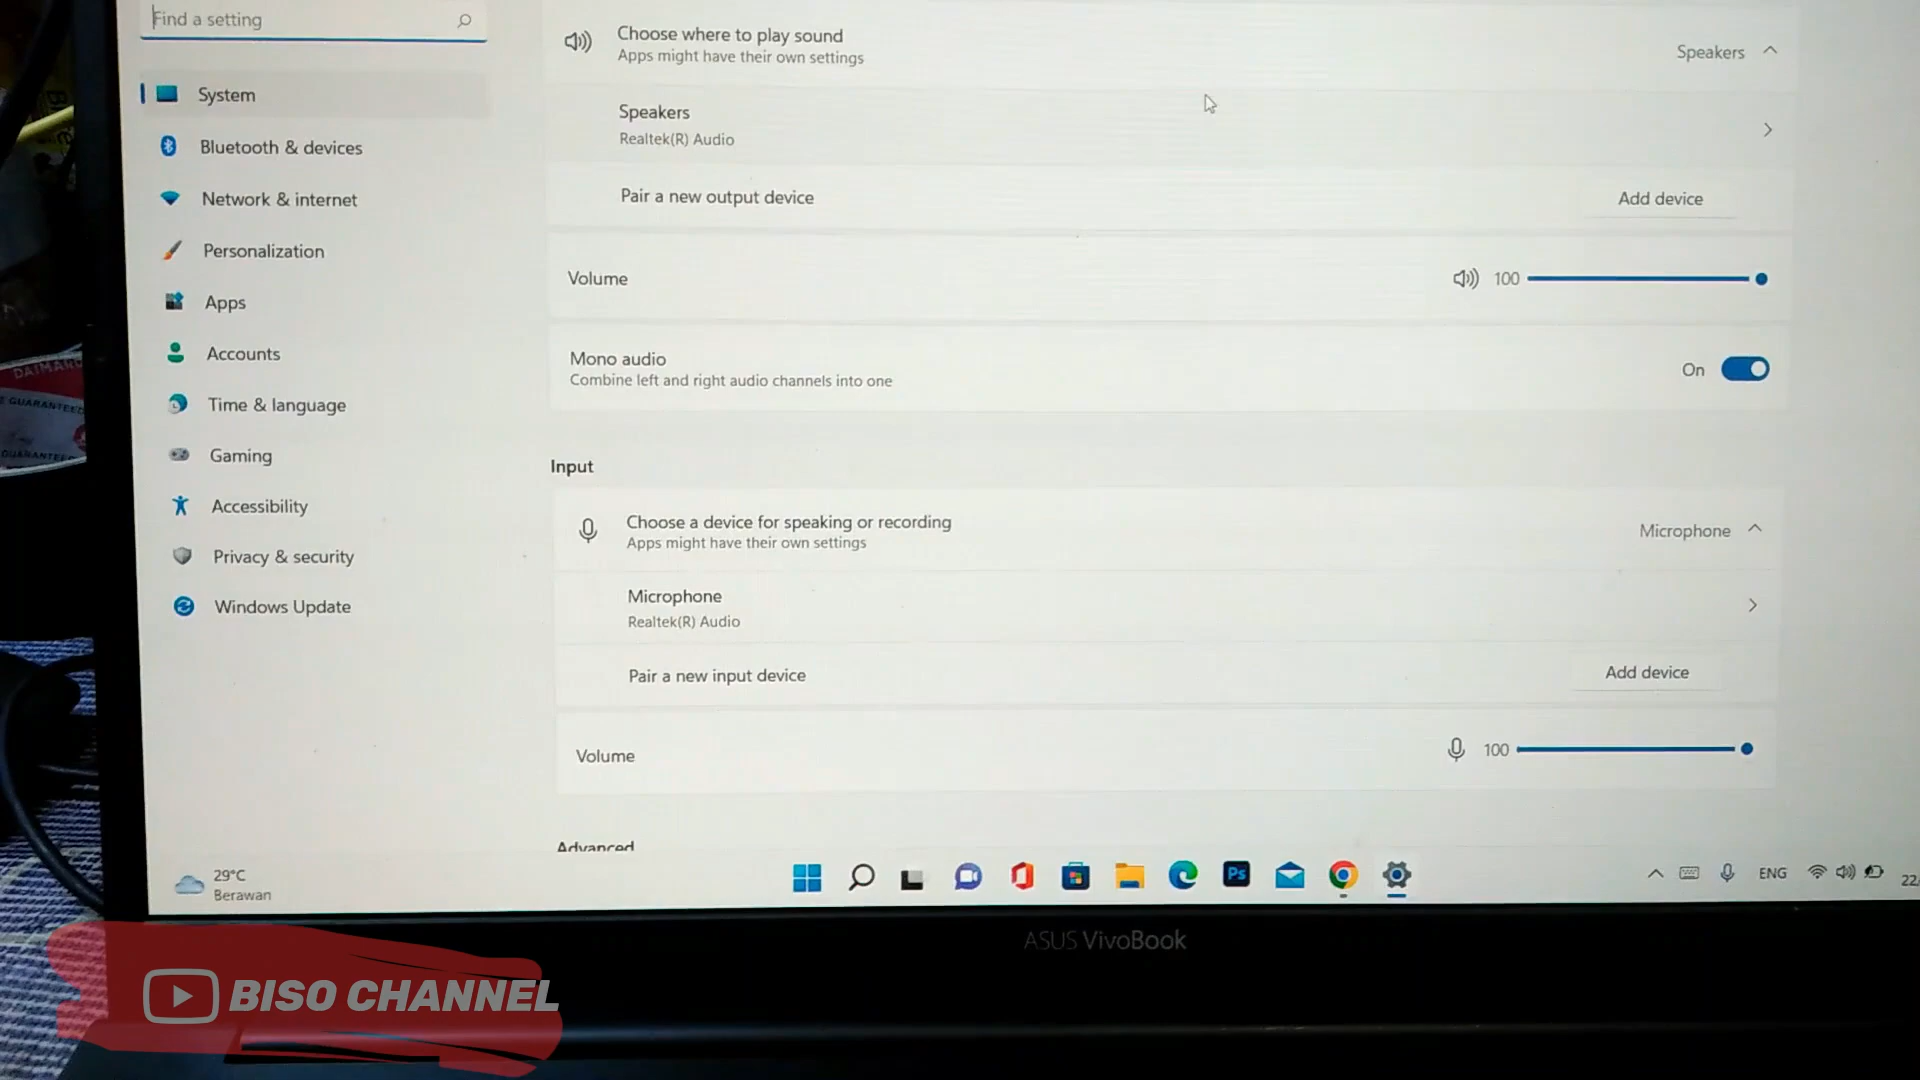 Find a setting
System
Bluetooth & devices
Network & internet
Personalization
Apps
Accounts
Time & language
Gaming
Accessibility
Privacy & security
Windows Update
Choose where to play sound
Apps might have their own settings
Speakers
Speakers
Realtek(R) Audio
Pair a new output device
Add device
Volume
100
Mono audio
Combine left and right audio channels into one
On
Input
Choose a device for speaking or recording
Apps might have their own settings
Microphone
Microphone
Realtek(R) Audio
Pair a new input device
Add device
Volume
100
Advanced
29°C
Berawan
Ps
ENG
22
ASUS VivoBook
BISO CHANNEL
GUARANTEED